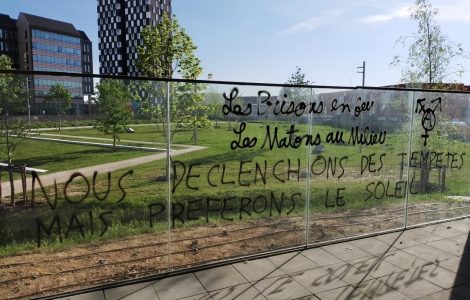 Les Prisons en feu
Les Matons au Milieu
NOUS DECLENCHONS DES TEMPETES
MAIS PREFERONS LE SOLEIL